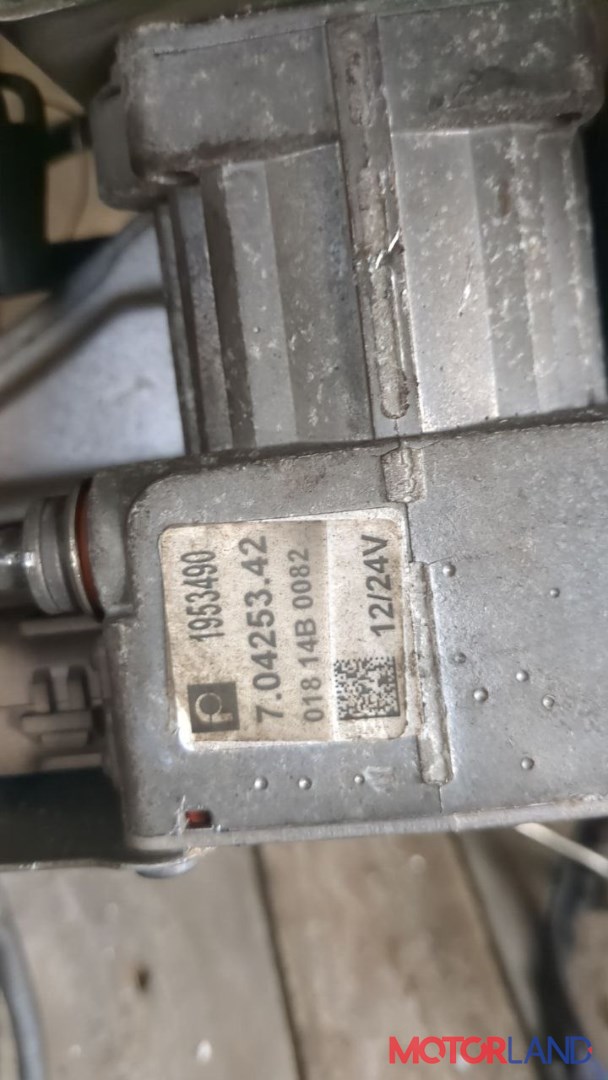 1953490
7.04253.42
018 14B 0082
12/24V
MOTORLAND